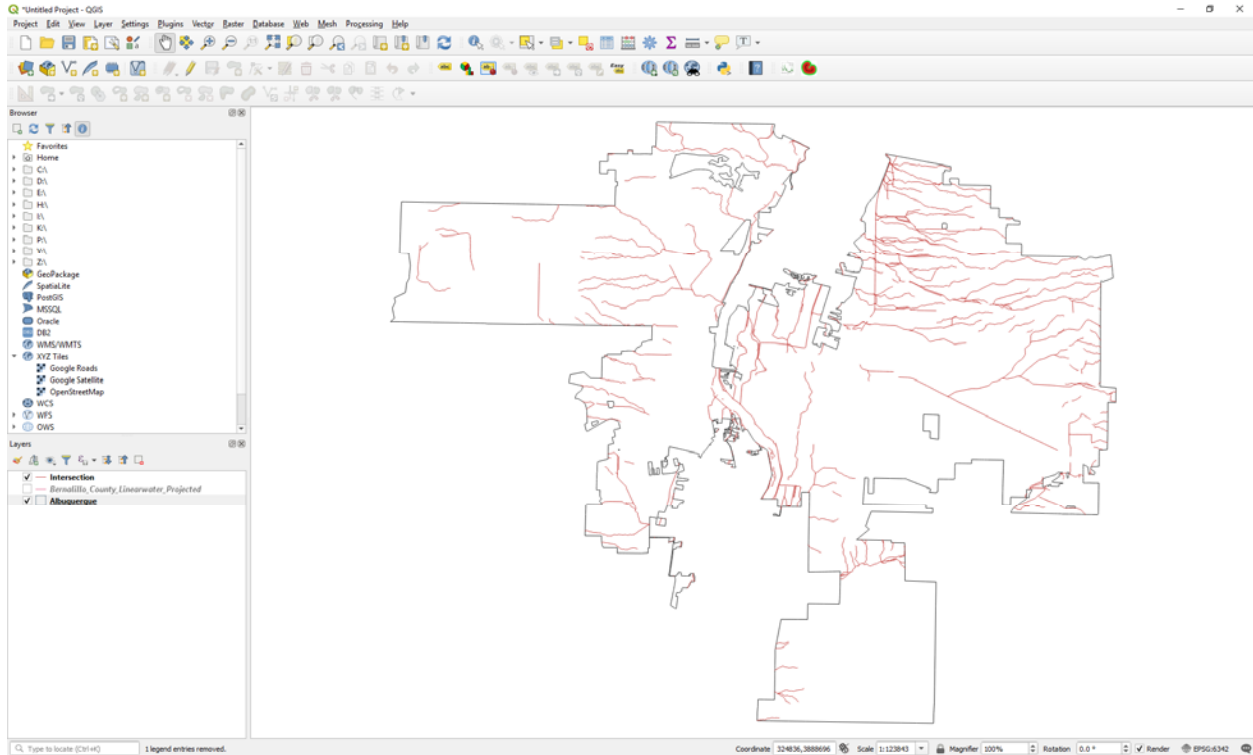 *Untitled Project - QGIS
Project Edit View Layer Settings Plugins Vector Raster Database Web Mesh Processing Help
Browser
Favorites
Home
C:\
D:\
E:\
H:\
I:\
K:\
P:\
V:\
Z:\
GeoPackage
SpatiaLite
PostGIS
MSSQL
Oracle
DB2
WMS/WMTS
XYZ Tiles
Google Roads
Google Satellite
OpenStreetMap
WCS
WFS
OWS
Layers
Intersection
Bernalillo_County_Linearwater_Projected
Albuquerque
Type to locate (Ctrl+K) 1 legend entries removed. Coordinate 324836,3888696 Scale 1:123843 Magnifier 100% Rotation 0.0 ° Render EPSG:6342